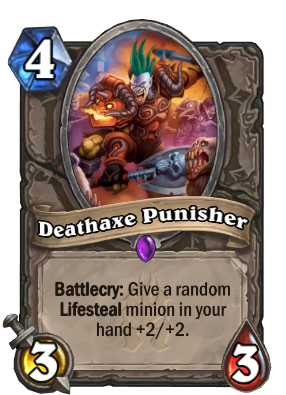 4
Deathaxe Punisher
Battlecry: Give a random
Lifesteal minion in your
hand +2/+2.
3 3